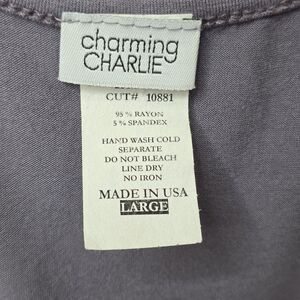 charming
CHARLIE
CUT# 10881
95 % RAYON
5 % SPANDEX
HAND WASH COLD
SEPARATE
DO NOT BLEACH
LINE DRY
NO IRON
MADE IN USA
LARGE